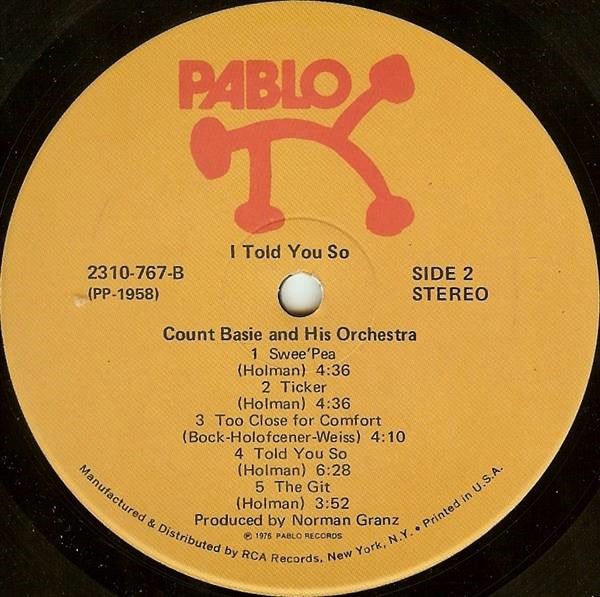 PABLO
I Told You So
2310-767-B
(PP-1958)
SIDE 2
STEREO
Count Basie and His Orchestra
1 Swee'Pea
(Holman) 4:36
2 Ticker
(Holman) 4:36
3 Too Close for Comfort
(Bock-Holofcener-Weiss) 4:10
4 Told You So
(Holman) 6:28
5 The Git
(Holman) 3:52
Produced by Norman Granz
℗ 1976 PABLO RECORDS
Manufactured & Distributed by RCA Records, New York, N.Y. • Printed in U.S.A.